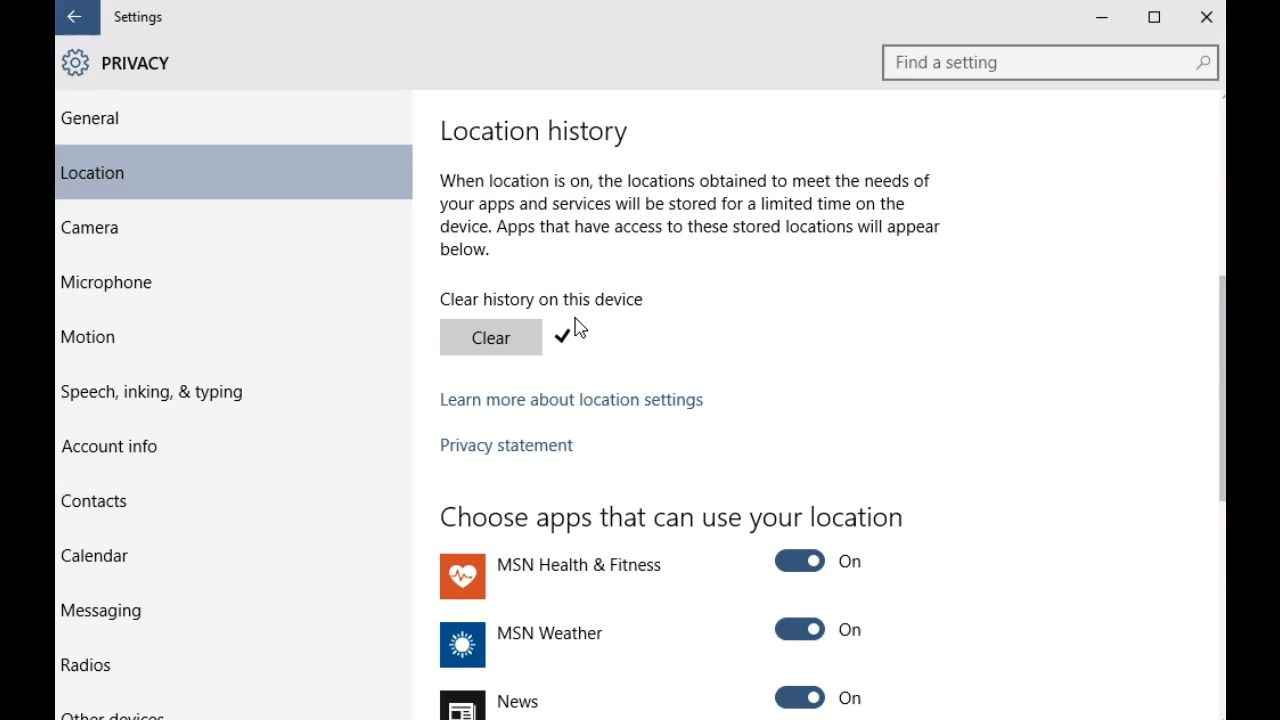 Settings
PRIVACY
Find a setting
General
Location
Camera
Microphone
Motion
Speech, inking, & typing
Account info
Contacts
Calendar
Messaging
Radios
Other devices
Location history
When location is on, the locations obtained to meet the needs of
your apps and services will be stored for a limited time on the
device. Apps that have access to these stored locations will appear
below.
Clear history on this device
Clear
Learn more about location settings
Privacy statement
Choose apps that can use your location
MSN Health & Fitness On
MSN Weather On
News On